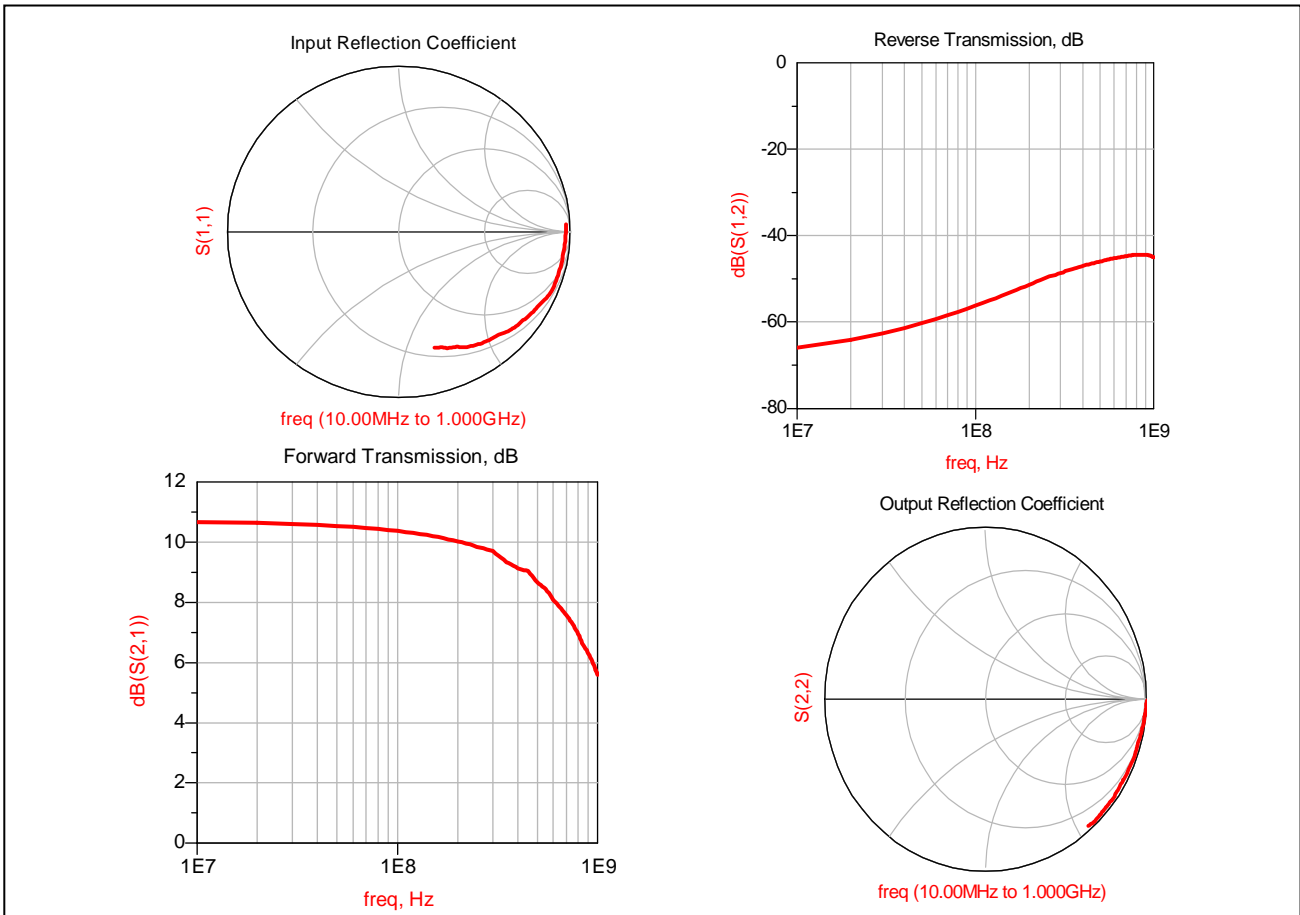 Input Reflection Coefficient
S(1,1)
freq (10.00MHz to 1.000GHz)
Reverse Transmission, dB
0
-20
-40
-60
-80
dB(S(1,2))
1E7
1E8
1E9
freq, Hz
Forward Transmission, dB
12
10
8
6
4
2
0
dB(S(2,1))
1E7
1E8
1E9
freq, Hz
Output Reflection Coefficient
S(2,2)
freq (10.00MHz to 1.000GHz)